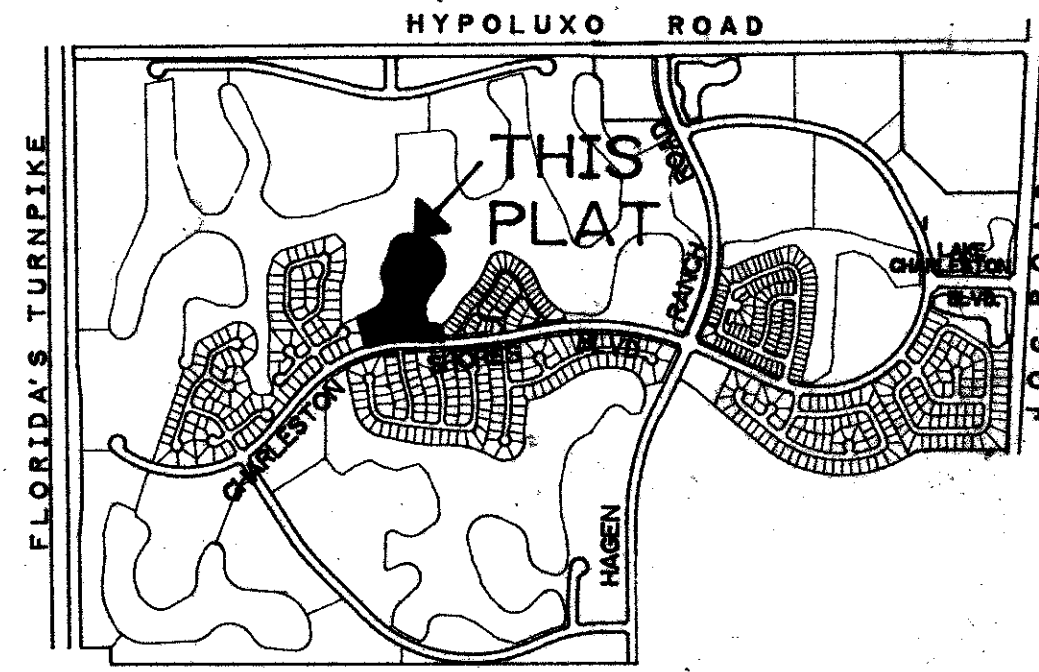 HYPOLUXO ROAD
FLORIDA'S TURNPIKE
THIS
PLAT
ROAD
RANCH
HAGEN
LAKE
CHARLESTON
BLVD.
CHARLESTON
SHORES
BLVD